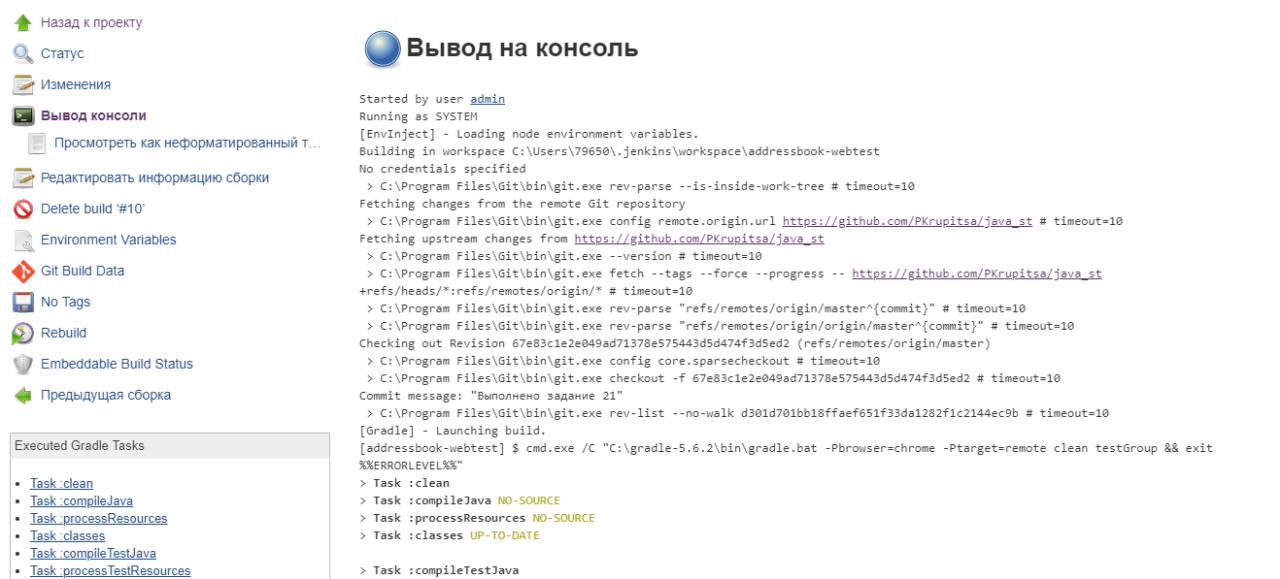 Назад к проекту
Статус
Изменения
Вывод консоли
Просмотреть как неформатированный т...
Редактировать информацию сборки
Delete build ‘#10’
Environment Variables
Git Build Data
No Tags
Rebuild
Embeddable Build Status
Предыдущая сборка
Executed Gradle Tasks
Task :clean
Task :compileJava
Task :processResources
Task :classes
Task :compileTestJava
Task :processTestResources
Вывод на консоль
Started by user admin
Running as SYSTEM
[EnvInject] - Loading node environment variables.
Building in workspace C:\Users\79650\.jenkins\workspace\addressbook-webtest
No credentials specified
> C:\Program Files\Git\bin\git.exe rev-parse --is-inside-work-tree # timeout=10
Fetching changes from the remote Git repository
> C:\Program Files\Git\bin\git.exe config remote.origin.url https://github.com/PKrupitsa/java_st # timeout=10
Fetching upstream changes from https://github.com/PKrupitsa/java_st
> C:\Program Files\Git\bin\git.exe --version # timeout=10
> C:\Program Files\Git\bin\git.exe fetch --tags --force --progress -- https://github.com/PKrupitsa/java_st
+refs/heads/*:refs/remotes/origin/* # timeout=10
> C:\Program Files\Git\bin\git.exe rev-parse "refs/remotes/origin/master^{commit}" # timeout=10
> C:\Program Files\Git\bin\git.exe rev-parse "refs/remotes/origin/origin/master^{commit}" # timeout=10
Checking out Revision 67e83c1e2e049ad71378e575443d5d474f3d5ed2 (refs/remotes/origin/master)
> C:\Program Files\Git\bin\git.exe config core.sparsecheckout # timeout=10
> C:\Program Files\Git\bin\git.exe checkout -f 67e83c1e2e049ad71378e575443d5d474f3d5ed2 # timeout=10
Commit message: "Выполнено задание 21"
> C:\Program Files\Git\bin\git.exe rev-list --no-walk d301d701bb18ffaef651f33da1282f1c2144ec9b # timeout=10
[Gradle] - Launching build.
[addressbook-webtest] $ cmd.exe /C "C:\gradle-5.6.2\bin\gradle.bat -Pbrowser=chrome -Ptarget=remote clean testGroup && exit
%%ERRORLEVEL%%"
> Task :clean
> Task :compileJava NO-SOURCE
> Task :processResources NO-SOURCE
> Task :classes UP-TO-DATE
> Task :compileTestJava